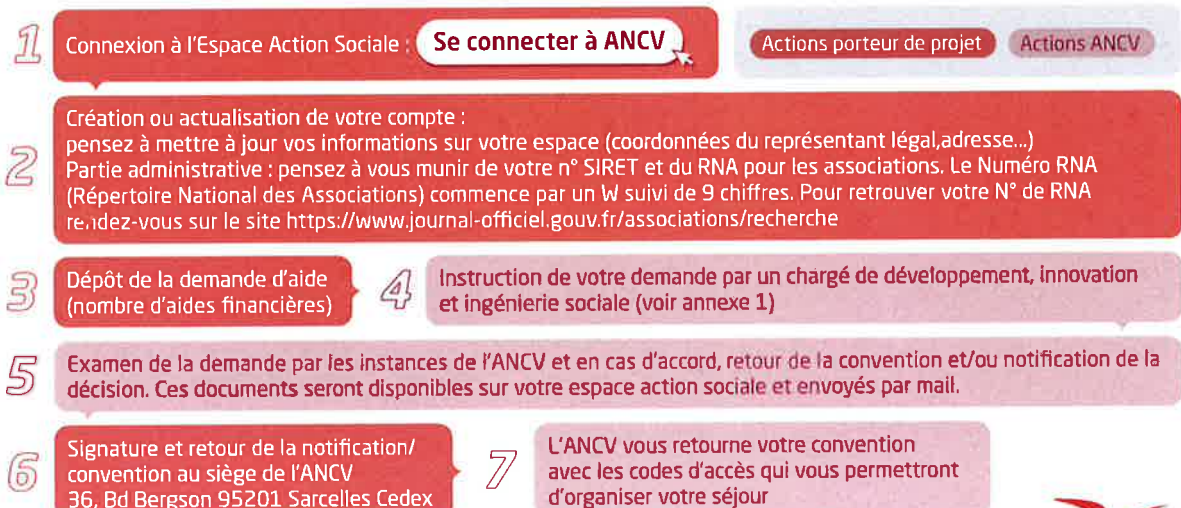 1
Connexion à l'Espace Action Sociale : Se connecter à ANCV
Actions porteur de projet Actions ANCV
2
Création ou actualisation de votre compte :
pensez à mettre à jour vos informations sur votre espace (coordonnées du représentant légal,adresse...)
Partie administrative : pensez à vous munir de votre n° SIRET et du RNA pour les associations. Le Numéro RNA
(Répertoire National des Associations) commence par un W suivi de 9 chiffres. Pour retrouver votre N° de RNA
rendez-vous sur le site https://www.journal-officiel.gouv.fr/associations/recherche
3
Dépôt de la demande d'aide
(nombre d'aides financières)
4
Instruction de votre demande par un chargé de développement, innovation
et ingénierie sociale (voir annexe 1)
5
Examen de la demande par les instances de l'ANCV et en cas d'accord, retour de la convention et/ou notification de la
décision. Ces documents seront disponibles sur votre espace action sociale et envoyés par mail.
6
Signature et retour de la notification/
convention au siège de l'ANCV
36, Bd Bergson 95201 Sarcelles Cedex
7
L'ANCV vous retourne votre convention
avec les codes d'accès qui vous permettront
d'organiser votre séjour